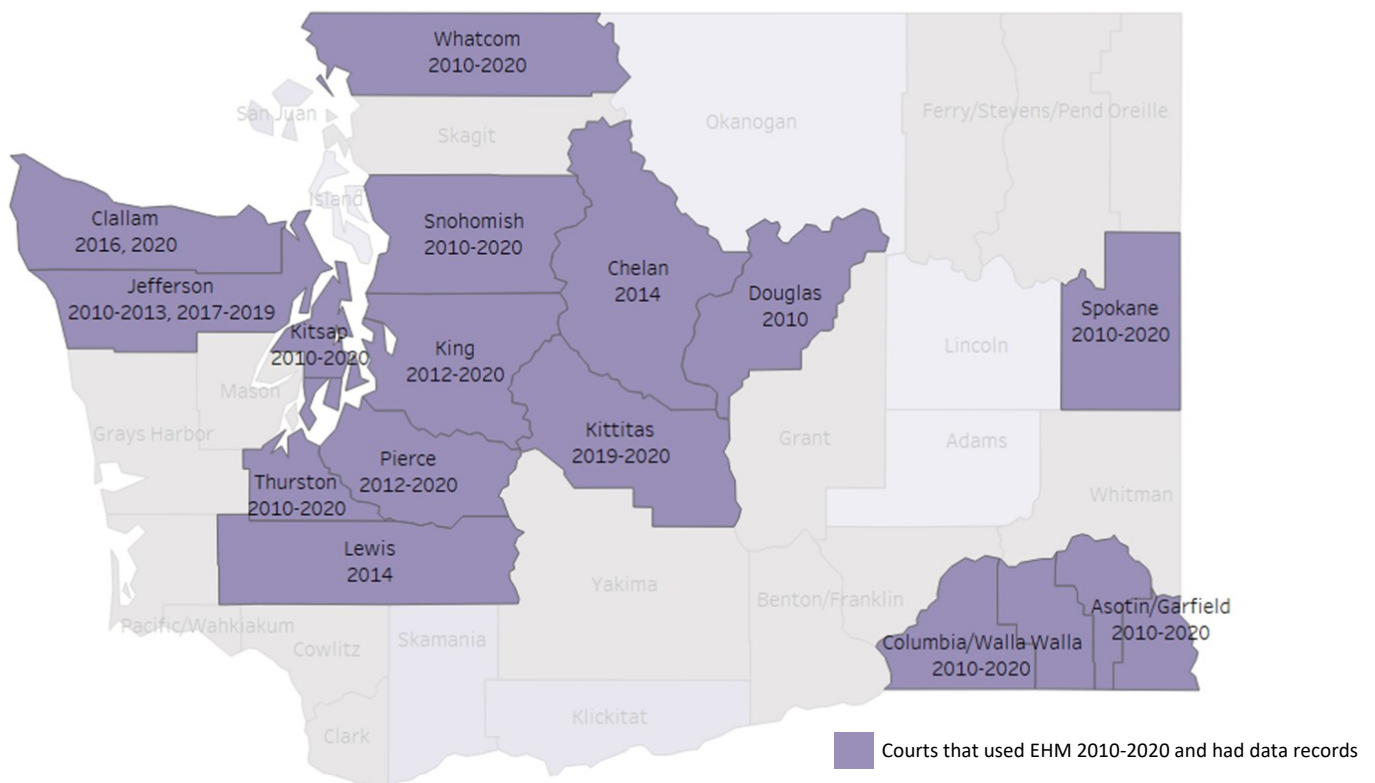 Whatcom
2010-2020
San Juan
Skagit
Okanogan
Ferry/Stevens/Pend Oreille
Island
Clallam
2016, 2020
Snohomish
2010-2020
Chelan
2014
Jefferson
2010-2013, 2017-2019
Douglas
2010
Spokane
2010-2020
Kitsap
2010-2020
King
2012-2020
Lincoln
Mason
Grays Harbor
Kittitas
2019-2020
Grant
Adams
Pierce
2012-2020
Thurston
2010-2020
Whitman
Lewis
2014
Yakima
Benton/Franklin
Asotin/Garfield
2010-2020
Pacific/Wahkiakum
Cowlitz
Skamania
Columbia/Walla Walla
2010-2020
Klickitat
Clark
Courts that used EHM 2010-2020 and had data records